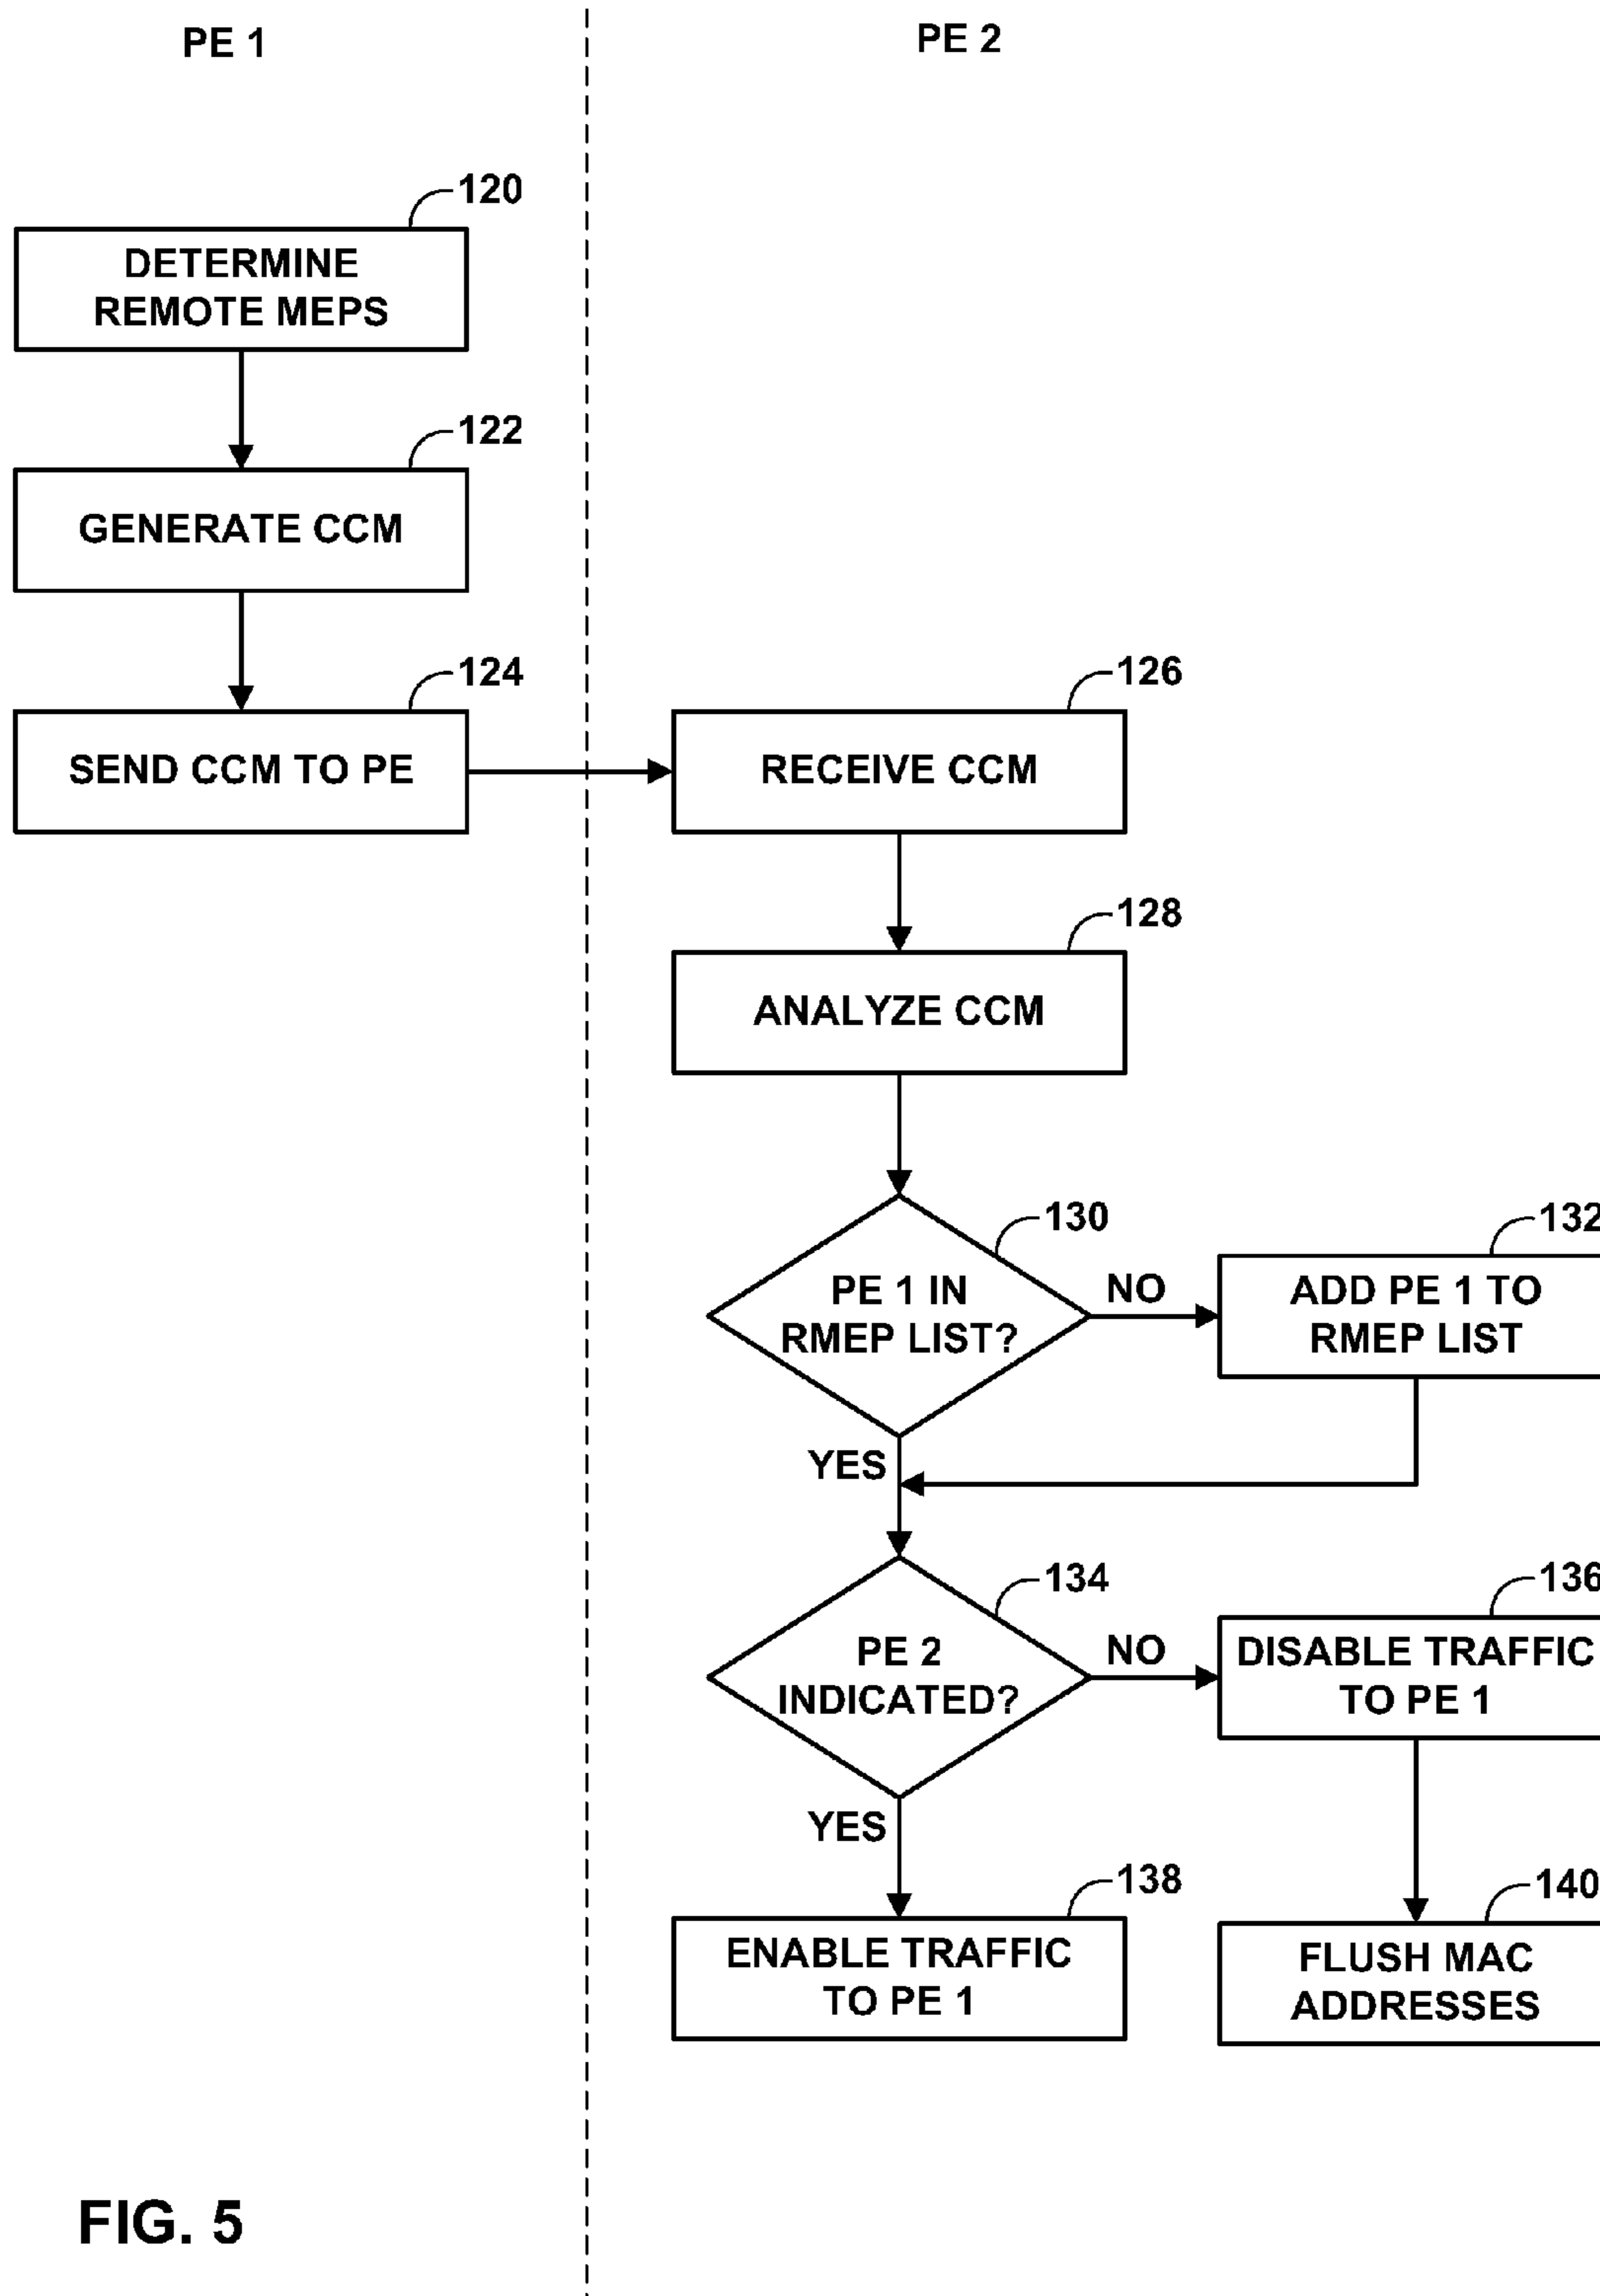 PE 1
PE 2
120
DETERMINE
REMOTE MEPS
122
GENERATE CCM
124
SEND CCM TO PE
126
RECEIVE CCM
128
ANALYZE CCM
130
PE 1 IN
RMEP LIST?
NO
132
ADD PE 1 TO
RMEP LIST
YES
134
PE 2
INDICATED?
NO
136
DISABLE TRAFFIC
TO PE 1
YES
138
ENABLE TRAFFIC
TO PE 1
140
FLUSH MAC
ADDRESSES
FIG. 5